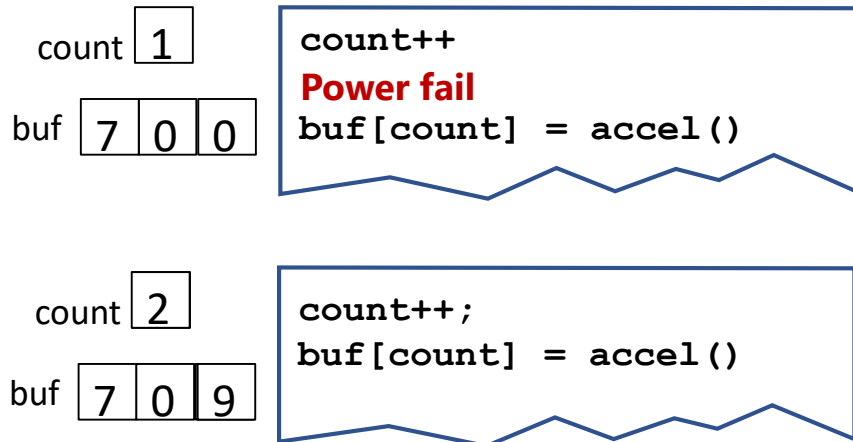 count 1
buf 7 0 0
count++
Power fail
buf[count] = accel()
count 2
buf 7 0 9
count++;
buf[count] = accel()